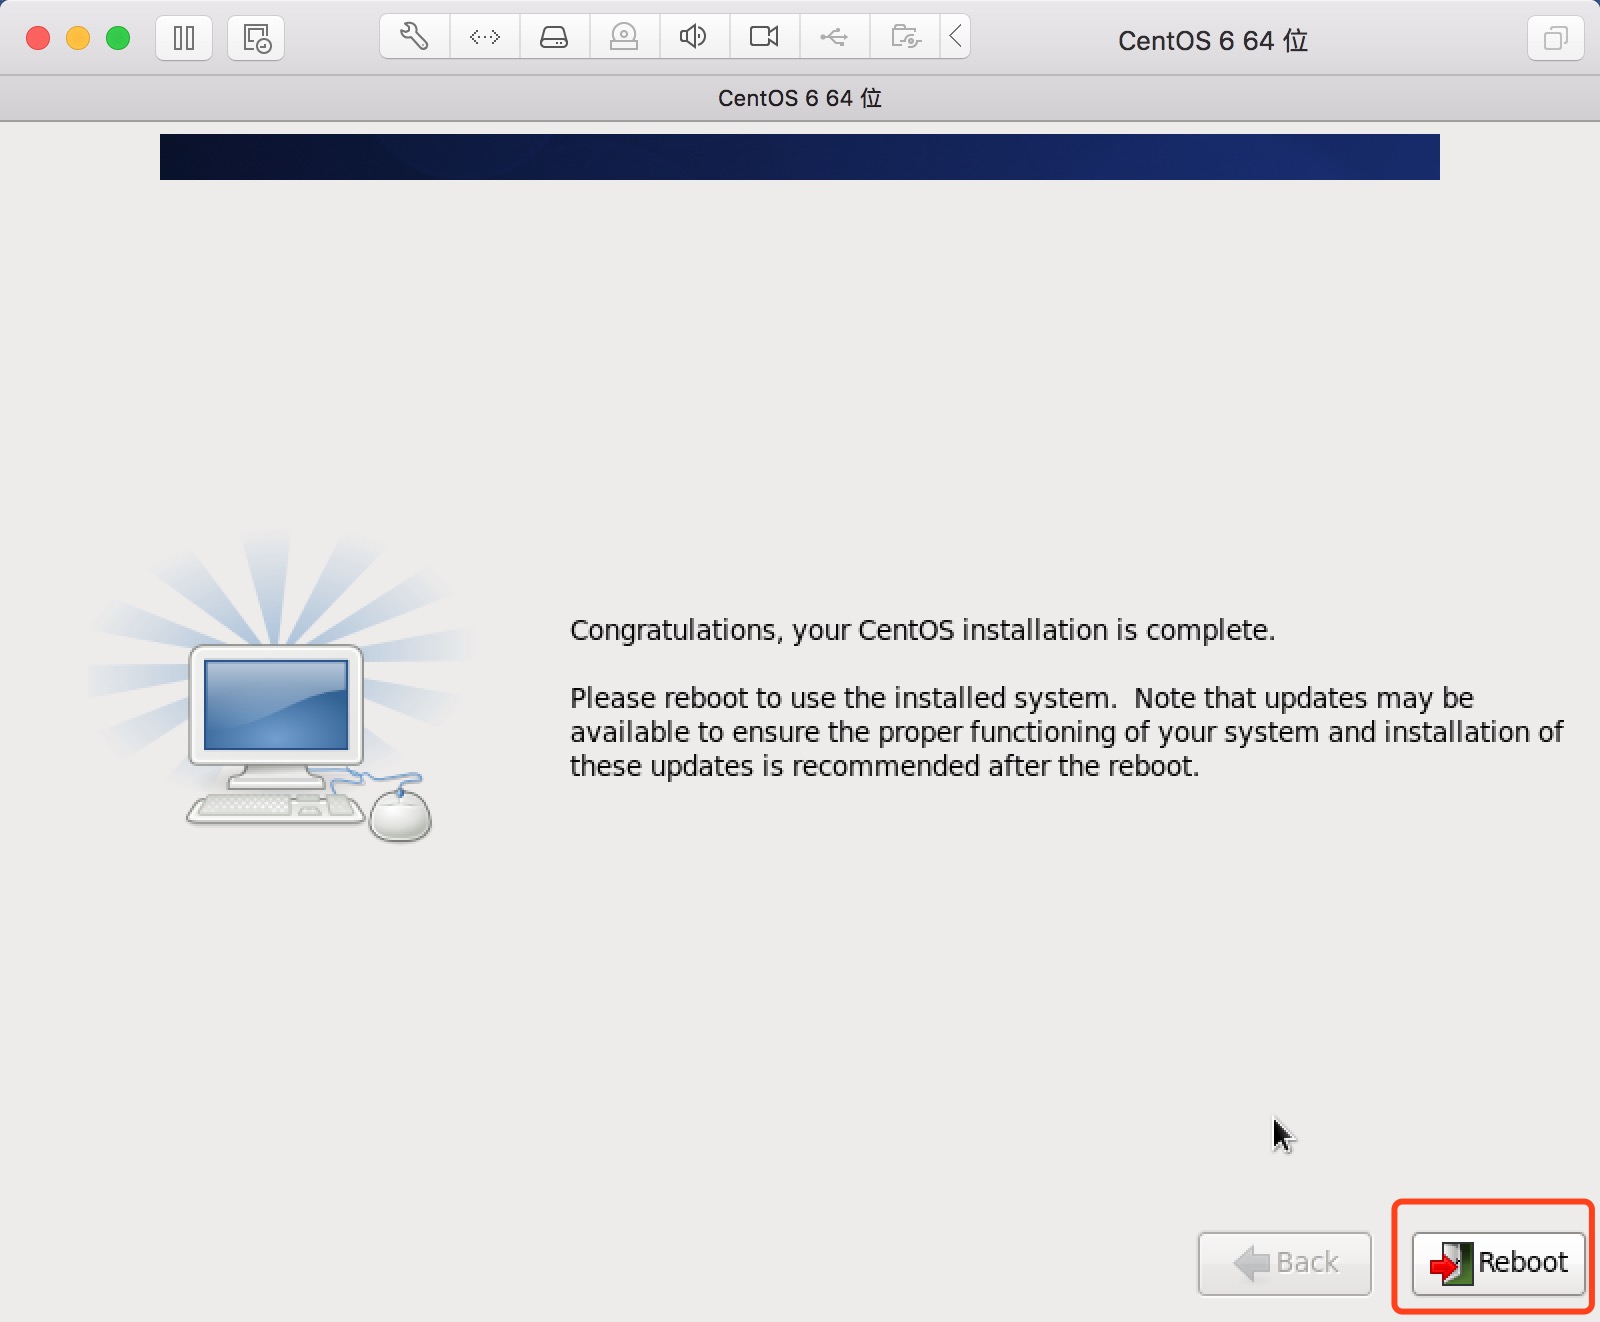 CentOS 6 64 位
CentOS 6 64 位
Congratulations, your CentOS installation is complete.
Please reboot to use the installed system.  Note that updates may be
available to ensure the proper functioning of your system and installation of
these updates is recommended after the reboot.
Back
Reboot